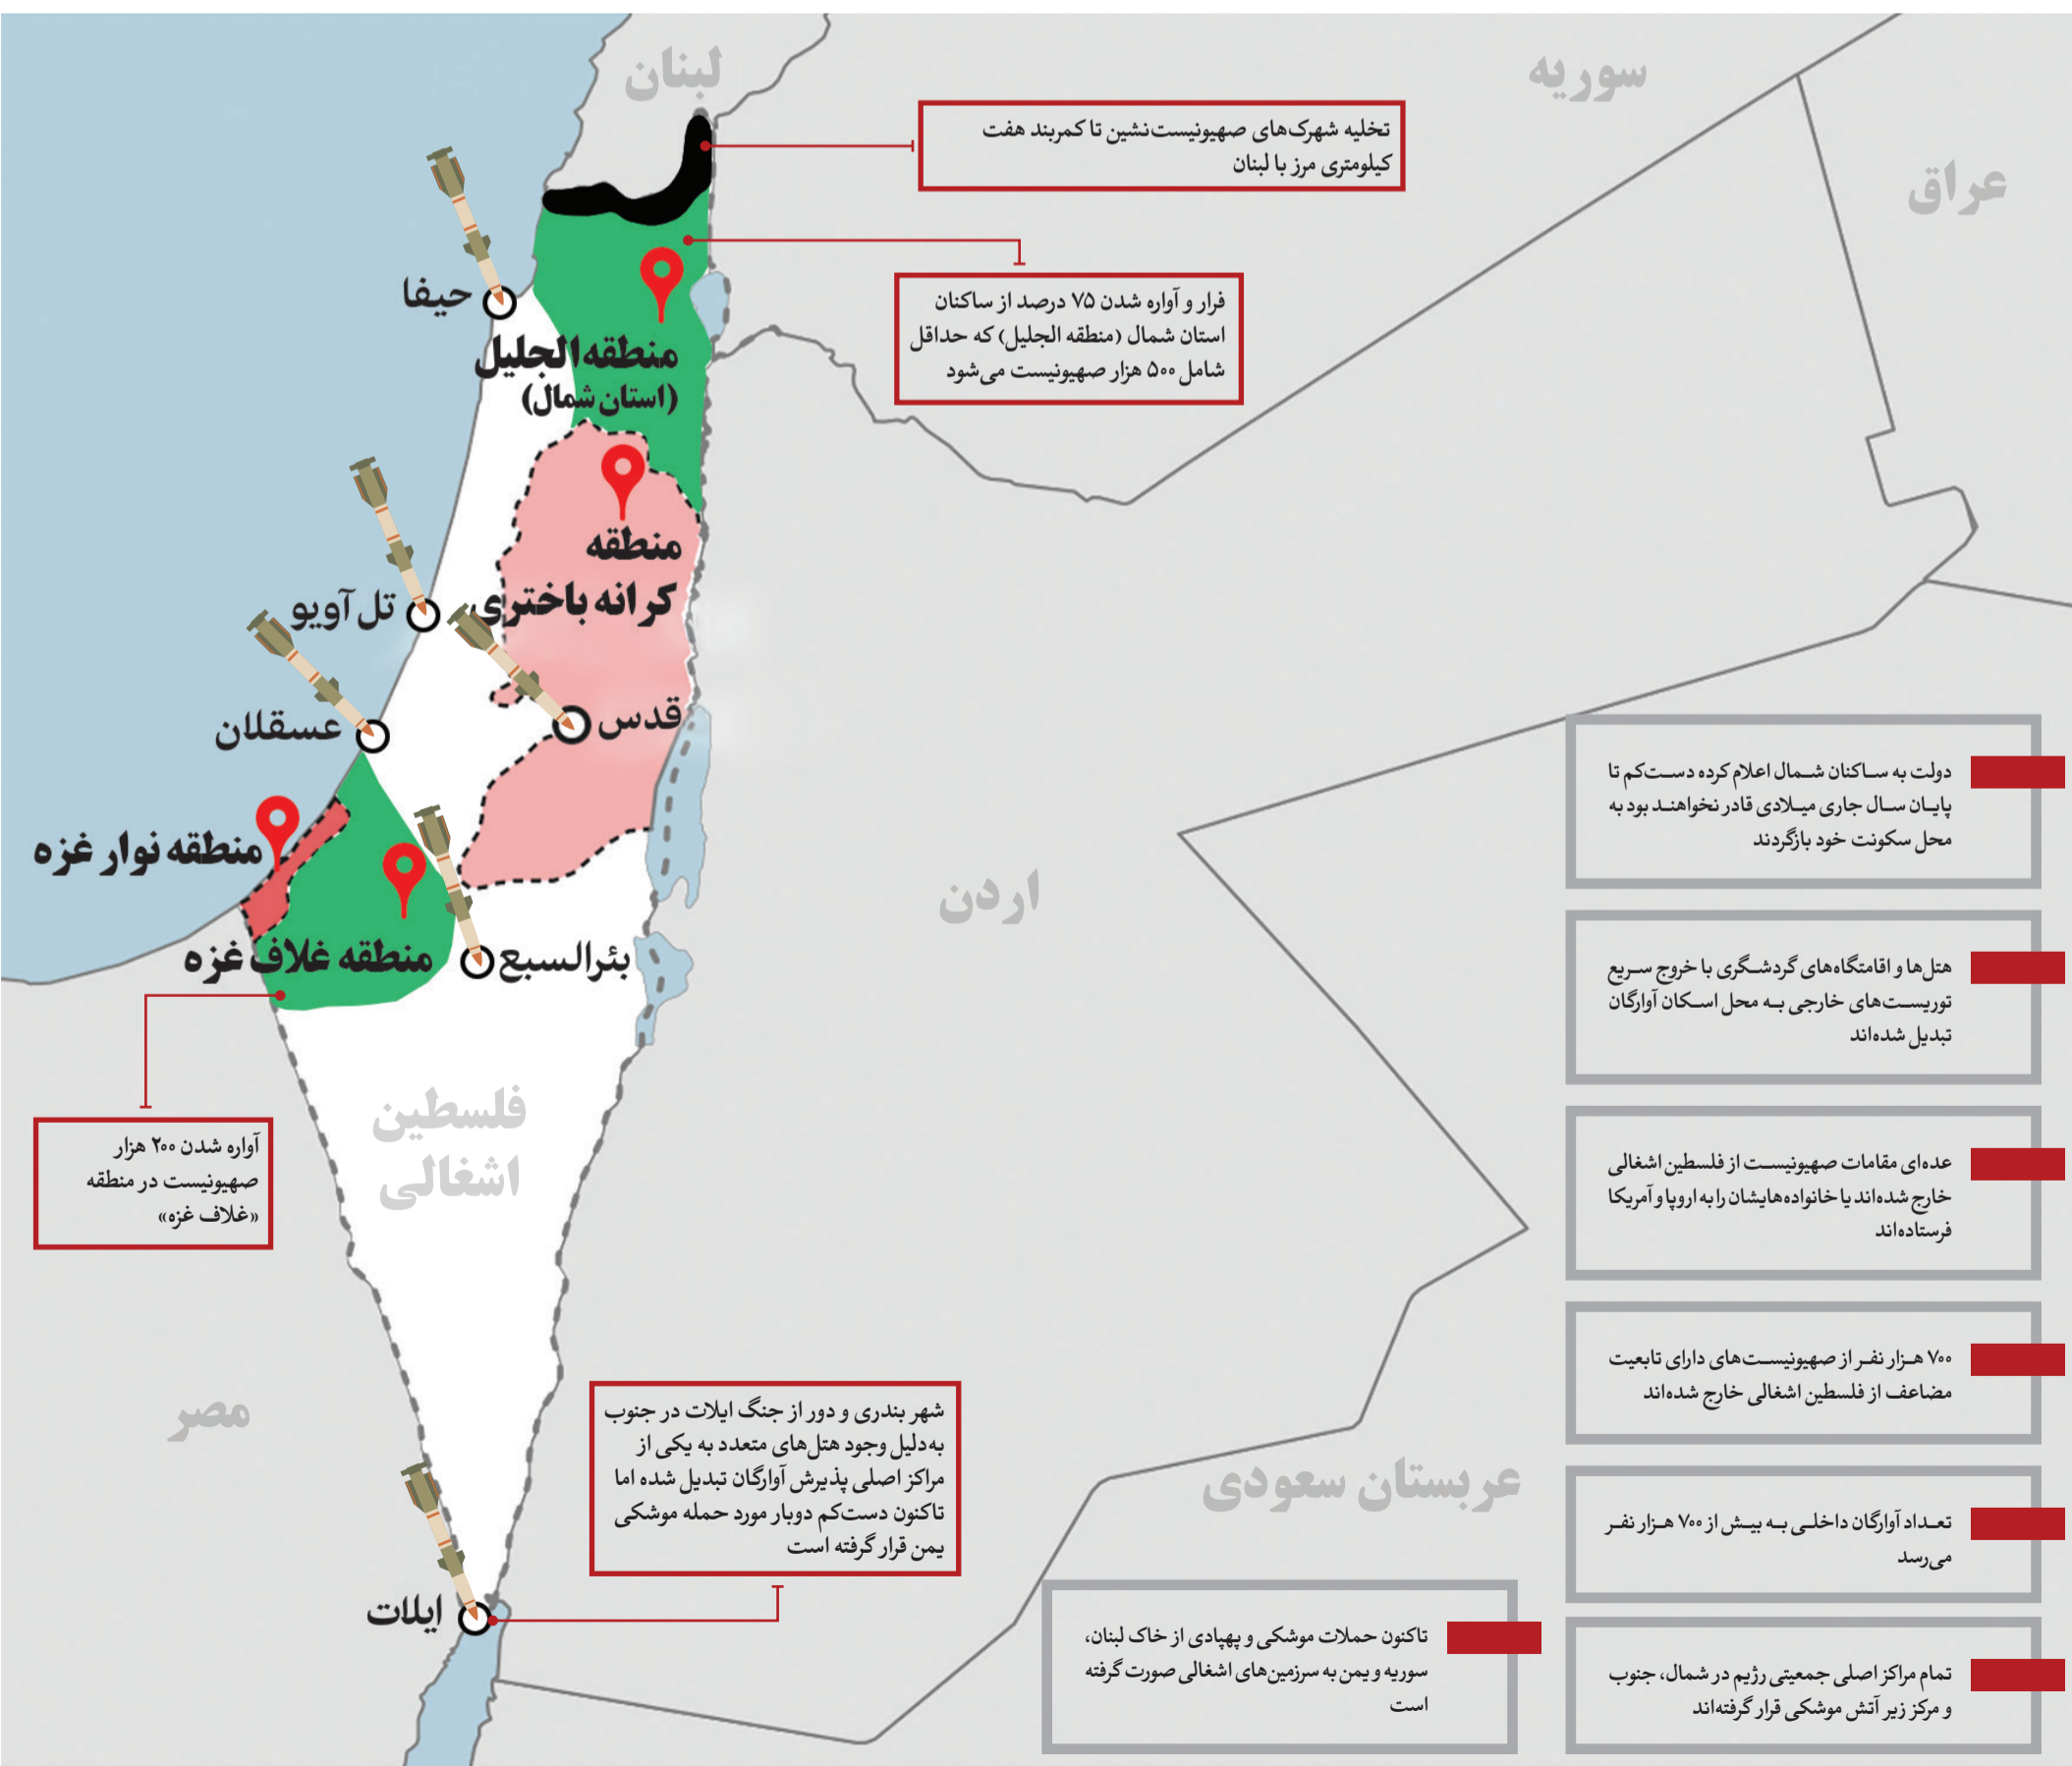 لبنان
سوریه
عراق
تخلیه شهرک‌های صهیونیست‌نشین تا کمربند هفت
کیلومتری مرز با لبنان
فرار و آواره شدن ۷۵ درصد از ساکنان
استان شمال (منطقه الجلیل) که حداقل
شامل ۵۰۰ هزار صهیونیست می‌شود
حیفا
منطقه الجلیل
(استان شمال)
منطقه
کرانه باختری
تل‌آویو
قدس
عسقلان
منطقه نوار غزه
منطقه غلاف غزه
بئرالسبع
اردن
فلسطین
اشغالی
آواره شدن ۲۰۰ هزار
صهیونیست در منطقه
«غلاف غزه»
مصر
شهر بندری و دور از جنگ ایلات در جنوب
به‌دلیل وجود هتل‌های متعدد به یکی از
مراکز اصلی پذیرش آوارگان تبدیل شده اما
تاکنون دست‌کم دوبار مورد حمله موشکی
یمن قرار گرفته است
ایلات
عربستان سعودی
دولت به ساکنان شمال اعلام کرده دست‌کم تا
پایان سال جاری میلادی قادر نخواهند بود به
محل سکونت خود بازگردند
هتل‌ها و اقامتگاه‌های گردشگری با خروج سریع
توریست‌های خارجی به محل اسکان آوارگان
تبدیل شده‌اند
عده‌ای مقامات صهیونیست از فلسطین اشغالی
خارج شده‌اند یا خانواده‌هایشان را به اروپا و آمریکا
فرستاده‌اند
۷۰۰ هزار نفر از صهیونیست‌های دارای تابعیت
مضاعف از فلسطین اشغالی خارج شده‌اند
تعداد آوارگان داخلی به بیش از ۷۰۰ هزار نفر
می‌رسد
تمام مراکز اصلی جمعیتی رژیم در شمال، جنوب
و مرکز زیر آتش موشکی قرار گرفته‌اند
تاکنون حملات موشکی و پهپادی از خاک لبنان،
سوریه و یمن به سرزمین‌های اشغالی صورت گرفته
است